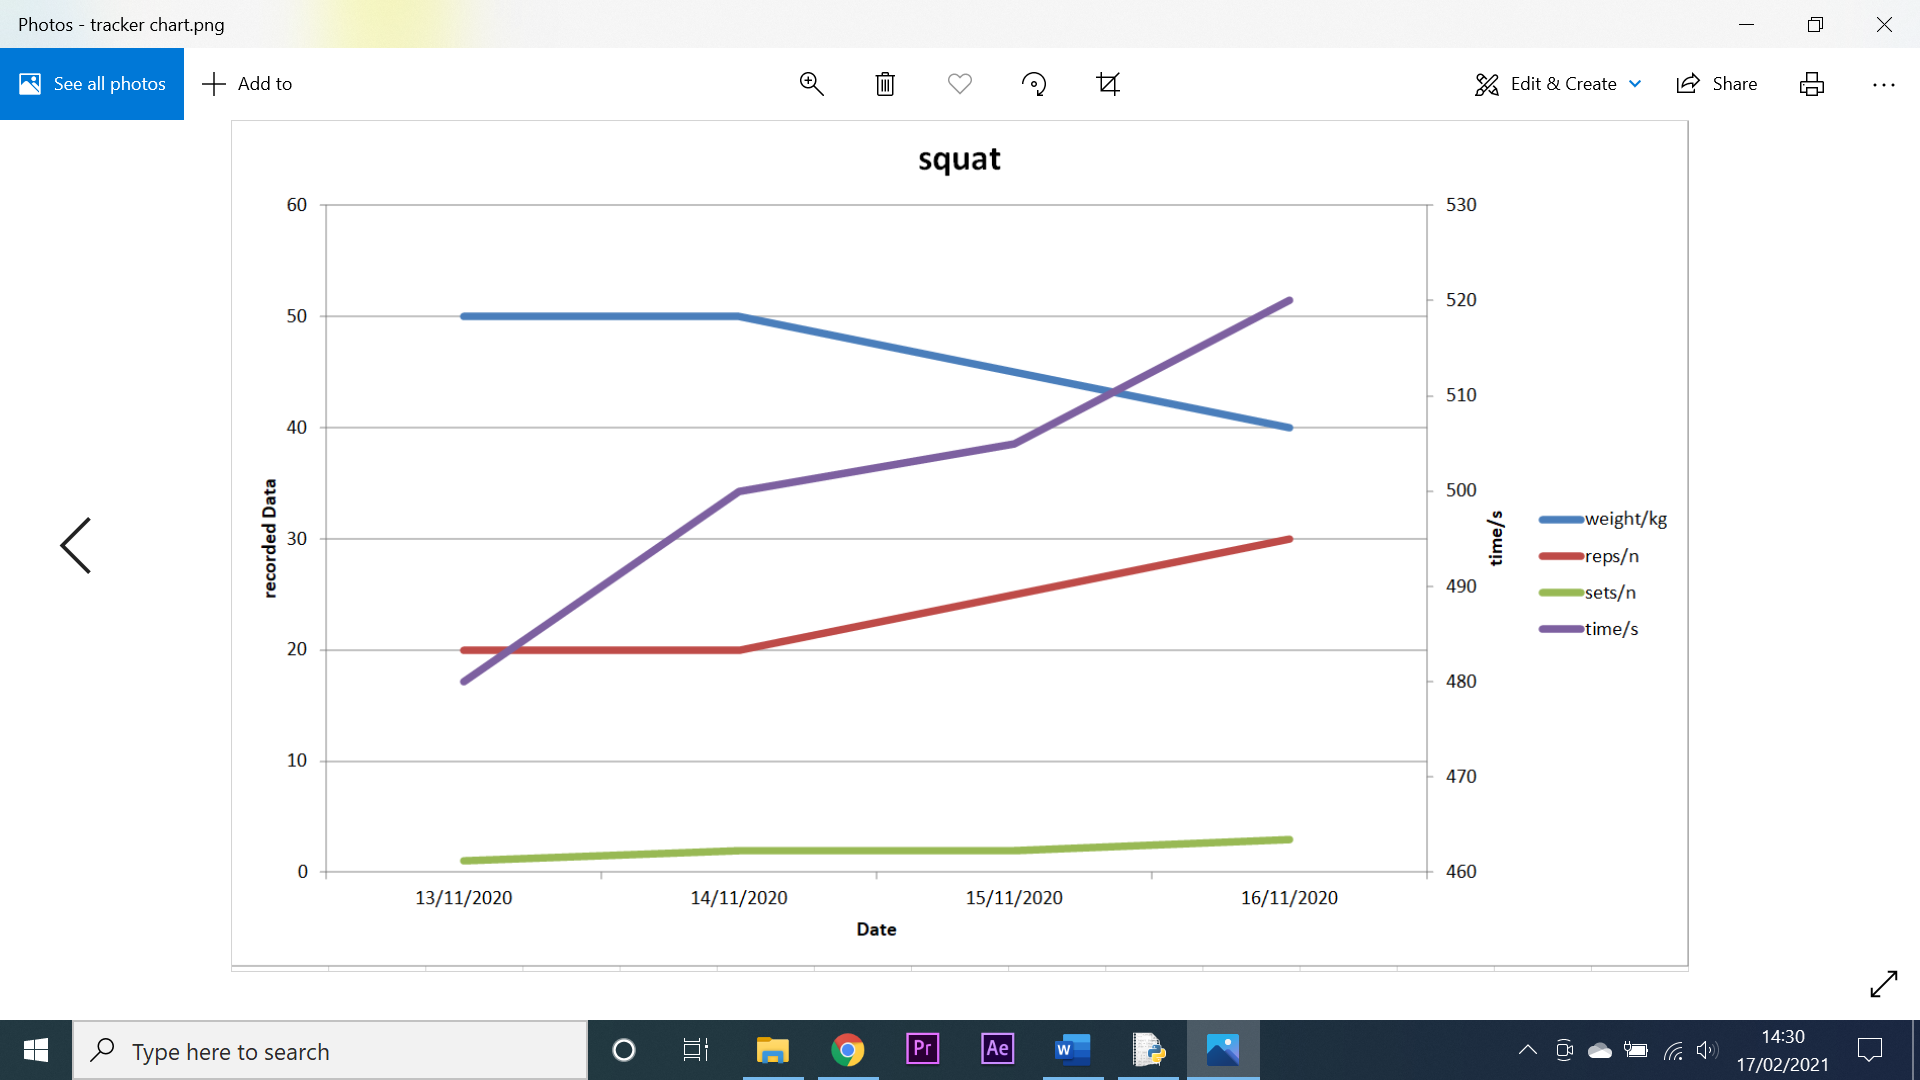 Photos - tracker chart.png
See all photos
Add to
Edit & Create
Share
squat
60
50
40
30
20
10
0
recorded Data
530
520
510
500
490
480
470
460
time/s
weight/kg
reps/n
sets/n
time/s
13/11/2020 14/11/2020 15/11/2020 16/11/2020
Date
Type here to search
Pr
Ae
W
14:30
17/02/2021